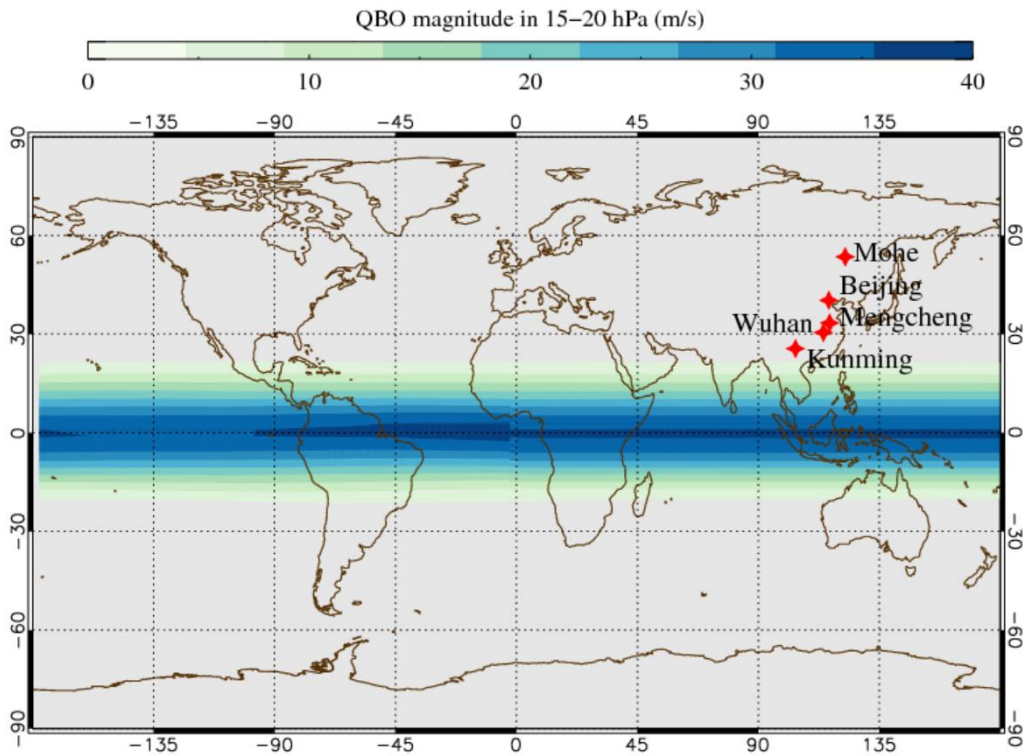 QBO magnitude in 15−20 hPa (m/s)
0 10 20 30 40
−135 −90 −45 0 45 90 135
90 90
60 60
Mohe
Beijing
Wuhan Mengcheng
30 30
Kunming
0 0
−30 −30
−60 −60
−90 −90
−135 −90 −45 0 45 90 135